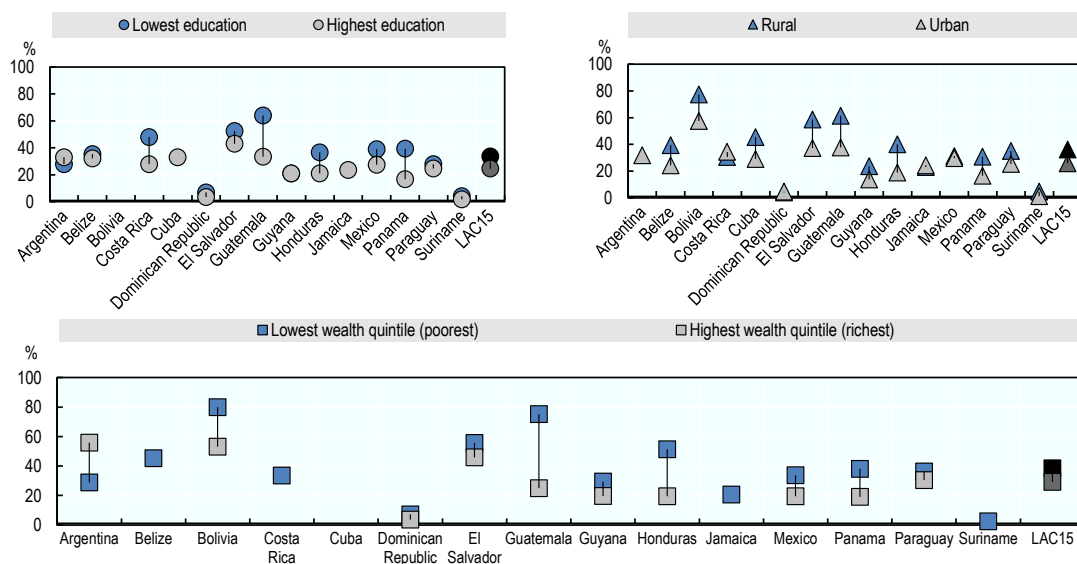 Lowest education Highest education
%
100
80
60
40
20
0
Argentina
Belize
Bolivia
Costa Rica
Cuba
Dominican Republic
El Salvador
Guatemala
Guyana
Honduras
Jamaica
Mexico
Panama
Paraguay
Suriname
LAC15
Rural Urban
%
100
80
60
40
20
0
Argentina
Belize
Bolivia
Costa Rica
Cuba
Dominican Republic
El Salvador
Guatemala
Guyana
Honduras
Jamaica
Mexico
Panama
Paraguay
Suriname
LAC15
Lowest wealth quintile (poorest) Highest wealth quintile (richest)
%
100
80
60
40
20
0
Argentina Belize Bolivia Costa Cuba Dominican El Guatemala Guyana Honduras Jamaica Mexico Panama Paraguay Suriname LAC15
Rica Republic Salvador